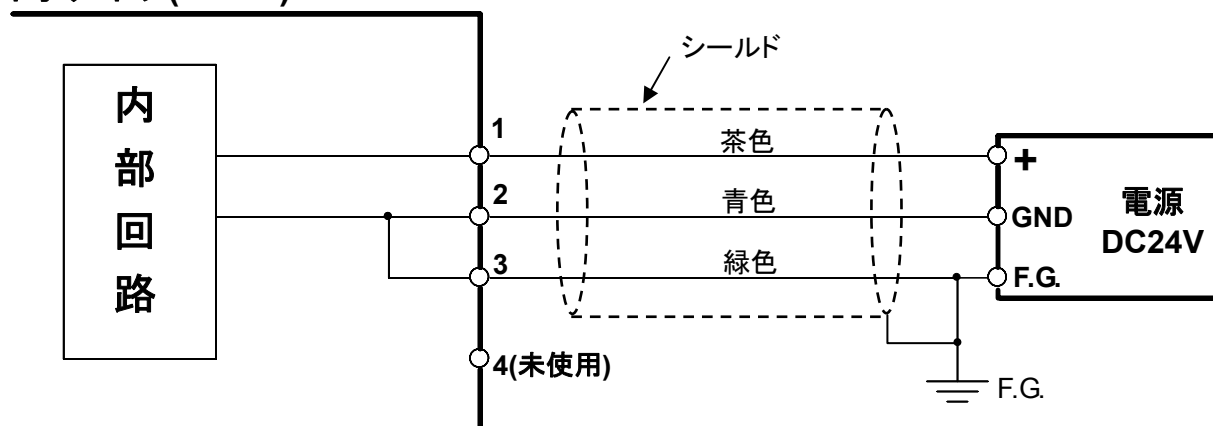 シールド
内部回路
1
茶色
+
2
青色
GND
電源
DC24V
3
緑色
F.G.
4(未使用)
F.G.